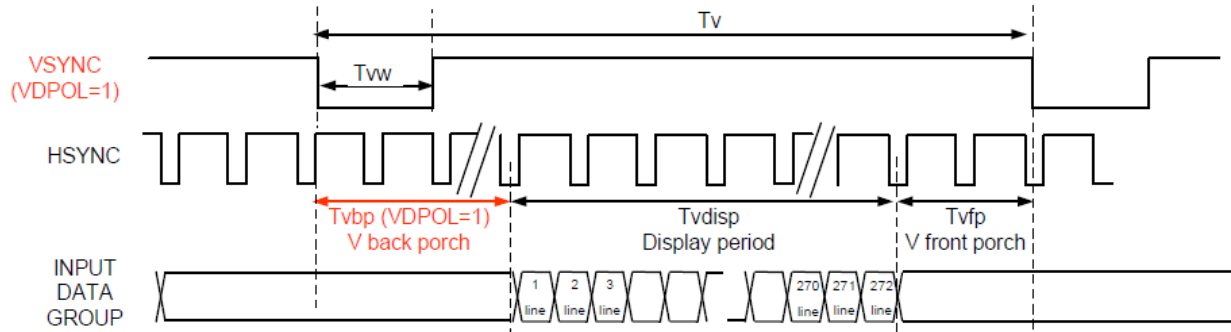 Tv
VSYNC
(VDPOL=1)
Tvw
HSYNC
Tvbp (VDPOL=1)
V back porch
Tvdisp
Display period
Tvfp
V front porch
INPUT
DATA
GROUP
1
line
2
line
3
line
270
line
271
line
272
line